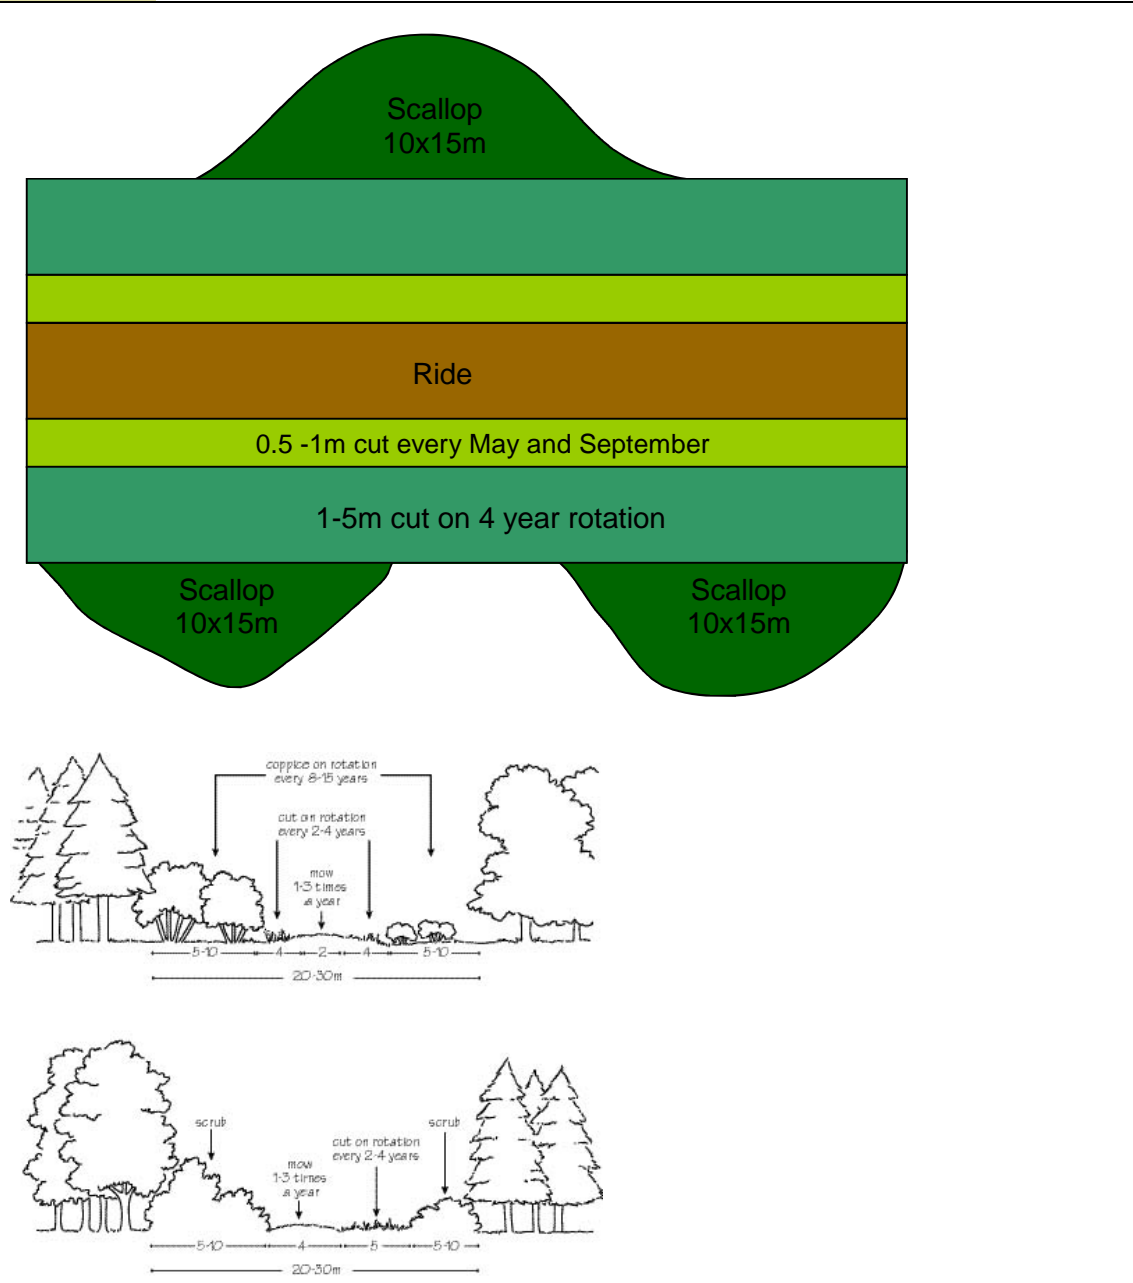 Scallop
10x15m
Ride
0.5 -1m cut every May and September
1-5m cut on 4 year rotation
Scallop
10x15m
Scallop
10x15m
coppice on rotation
every 8-15 years
cut on rotation
every 2-4 years
mow
1-3 times
a year
5-10 4 2 4 5-10
20-30m
scrub
scrub
cut on rotation
every 2-4 years
mow
1-3 times
a year
5-10 4 5 5-10
20-30m